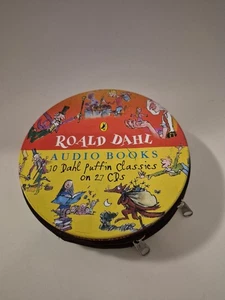 ROALD DAHL
AUDIO BOOKS
10 Dahl Puffin Classics
on 27 CDs